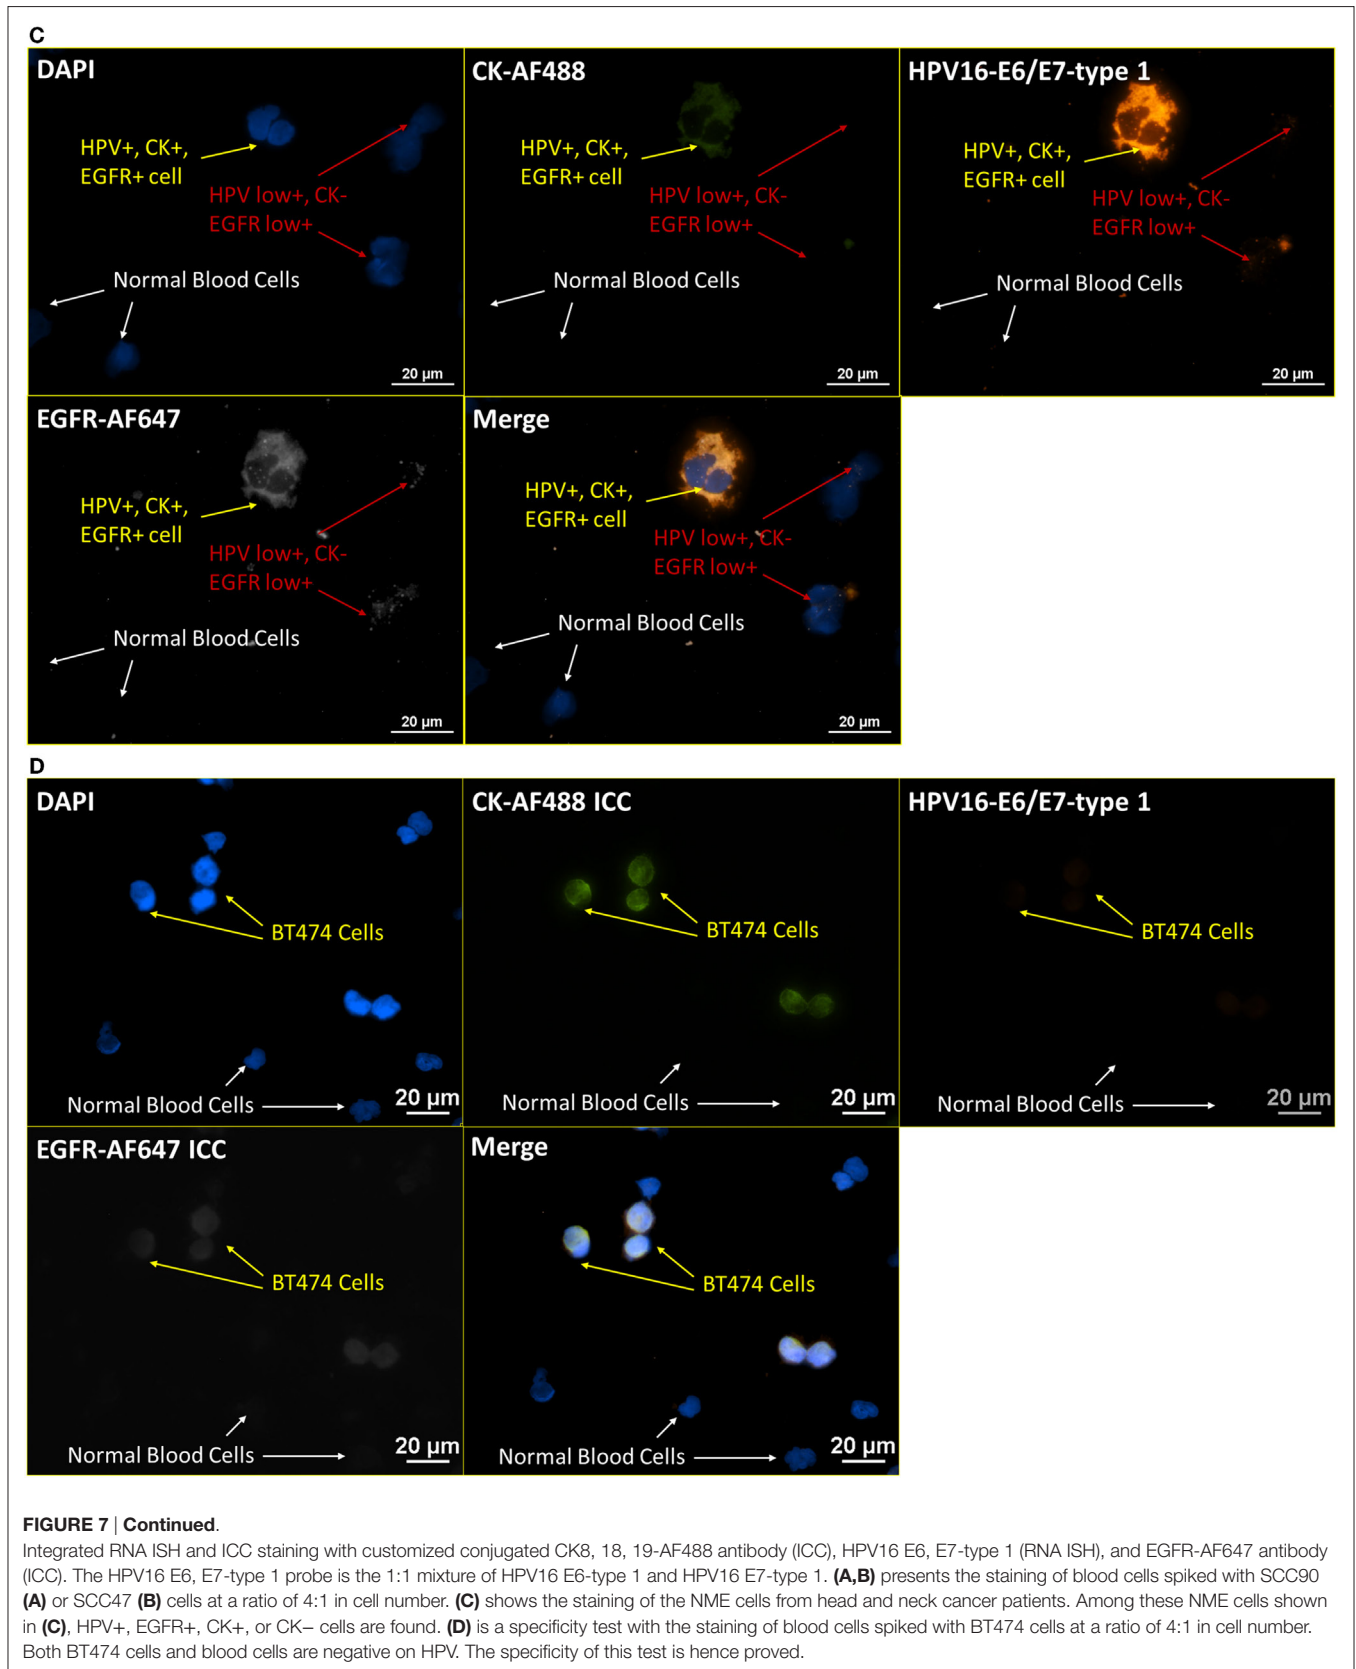 C
DAPI
HPV+, CK+,
EGFR+ cell
HPV low+, CK-
EGFR low+
Normal Blood Cells
20 µm
CK-AF488
HPV+, CK+,
EGFR+ cell
HPV low+, CK-
EGFR low+
Normal Blood Cells
20 µm
HPV16-E6/E7-type 1
HPV+, CK+,
EGFR+ cell
HPV low+, CK-
EGFR low+
Normal Blood Cells
20 µm
EGFR-AF647
HPV+, CK+,
EGFR+ cell
HPV low+, CK-
EGFR low+
Normal Blood Cells
20 µm
Merge
HPV+, CK+,
EGFR+ cell
HPV low+, CK-
EGFR low+
Normal Blood Cells
20 µm
D
DAPI
BT474 Cells
Normal Blood Cells
20 µm
CK-AF488 ICC
BT474 Cells
Normal Blood Cells
20 µm
HPV16-E6/E7-type 1
BT474 Cells
Normal Blood Cells
20 µm
EGFR-AF647 ICC
BT474 Cells
Normal Blood Cells
20 µm
Merge
BT474 Cells
Normal Blood Cells
20 µm
FIGURE 7 | Continued.
Integrated RNA ISH and ICC staining with customized conjugated CK8, 18, 19-AF488 antibody (ICC), HPV16 E6, E7-type 1 (RNA ISH), and EGFR-AF647 antibody
(ICC). The HPV16 E6, E7-type 1 probe is the 1:1 mixture of HPV16 E6-type 1 and HPV16 E7-type 1. (A,B) presents the staining of blood cells spiked with SCC90
(A) or SCC47 (B) cells at a ratio of 4:1 in cell number. (C) shows the staining of the NME cells from head and neck cancer patients. Among these NME cells shown
in (C), HPV+, EGFR+, CK+, or CK− cells are found. (D) is a specificity test with the staining of blood cells spiked with BT474 cells at a ratio of 4:1 in cell number.
Both BT474 cells and blood cells are negative on HPV. The specificity of this test is hence proved.